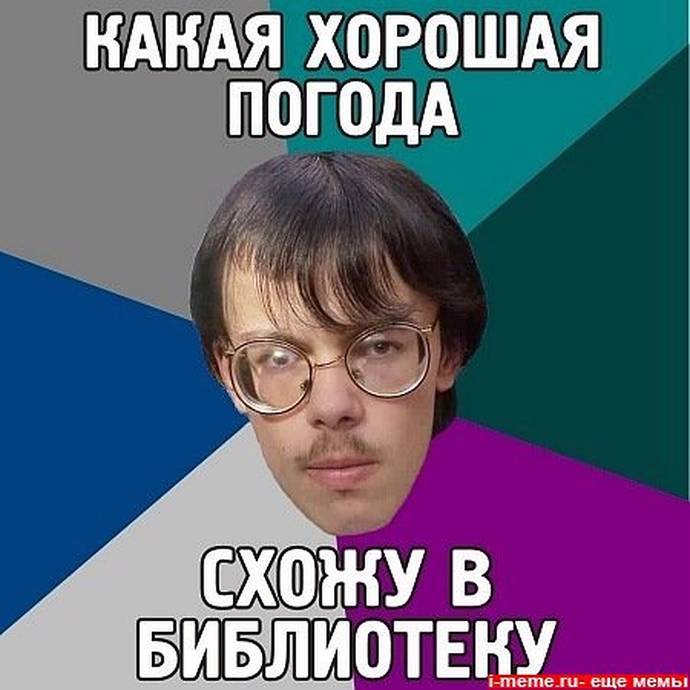 КАКАЯ ХОРОШАЯ
ПОГОДА
СХОЖУ В
БИБЛИОТЕКУ
i-meme.ru- еще мемы